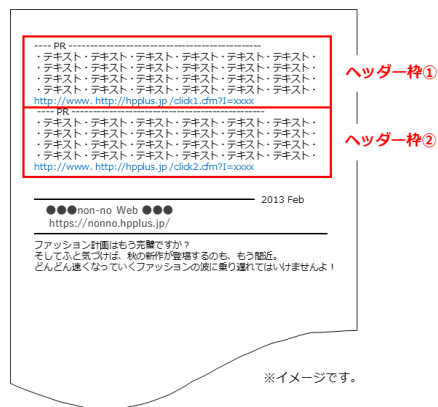 ---- PR --------------------------------------------------
・テキスト・テキスト・テキスト・テキスト・テキスト・テキスト・
・テキスト・テキスト・テキスト・テキスト・テキスト・テキスト・
・テキスト・テキスト・テキスト・テキスト・テキスト・テキスト・
・テキスト・テキスト・テキスト・テキスト・テキスト・テキスト・
http://www. http://hpplus.jp /click1.cfm?I=xxxx
ヘッダー枠①
---- PR --------------------------------------------------
・テキスト・テキスト・テキスト・テキスト・テキスト・テキスト・
・テキスト・テキスト・テキスト・テキスト・テキスト・テキスト・
・テキスト・テキスト・テキスト・テキスト・テキスト・テキスト・
・テキスト・テキスト・テキスト・テキスト・テキスト・テキスト・
http://www. http://hpplus.jp/click2.cfm?I=xxxx
ヘッダー枠②
2013 Feb
●●●non-no Web ●●●
https://nonno.hpplus.jp/
ファッション計画はもう完璧ですか？
そしてふと気づけば、秋の新作が登場するのも、もう間近。
どんどん速くなっていくファッションの波に乗り遅れてはいけませんよ！
※イメージです。